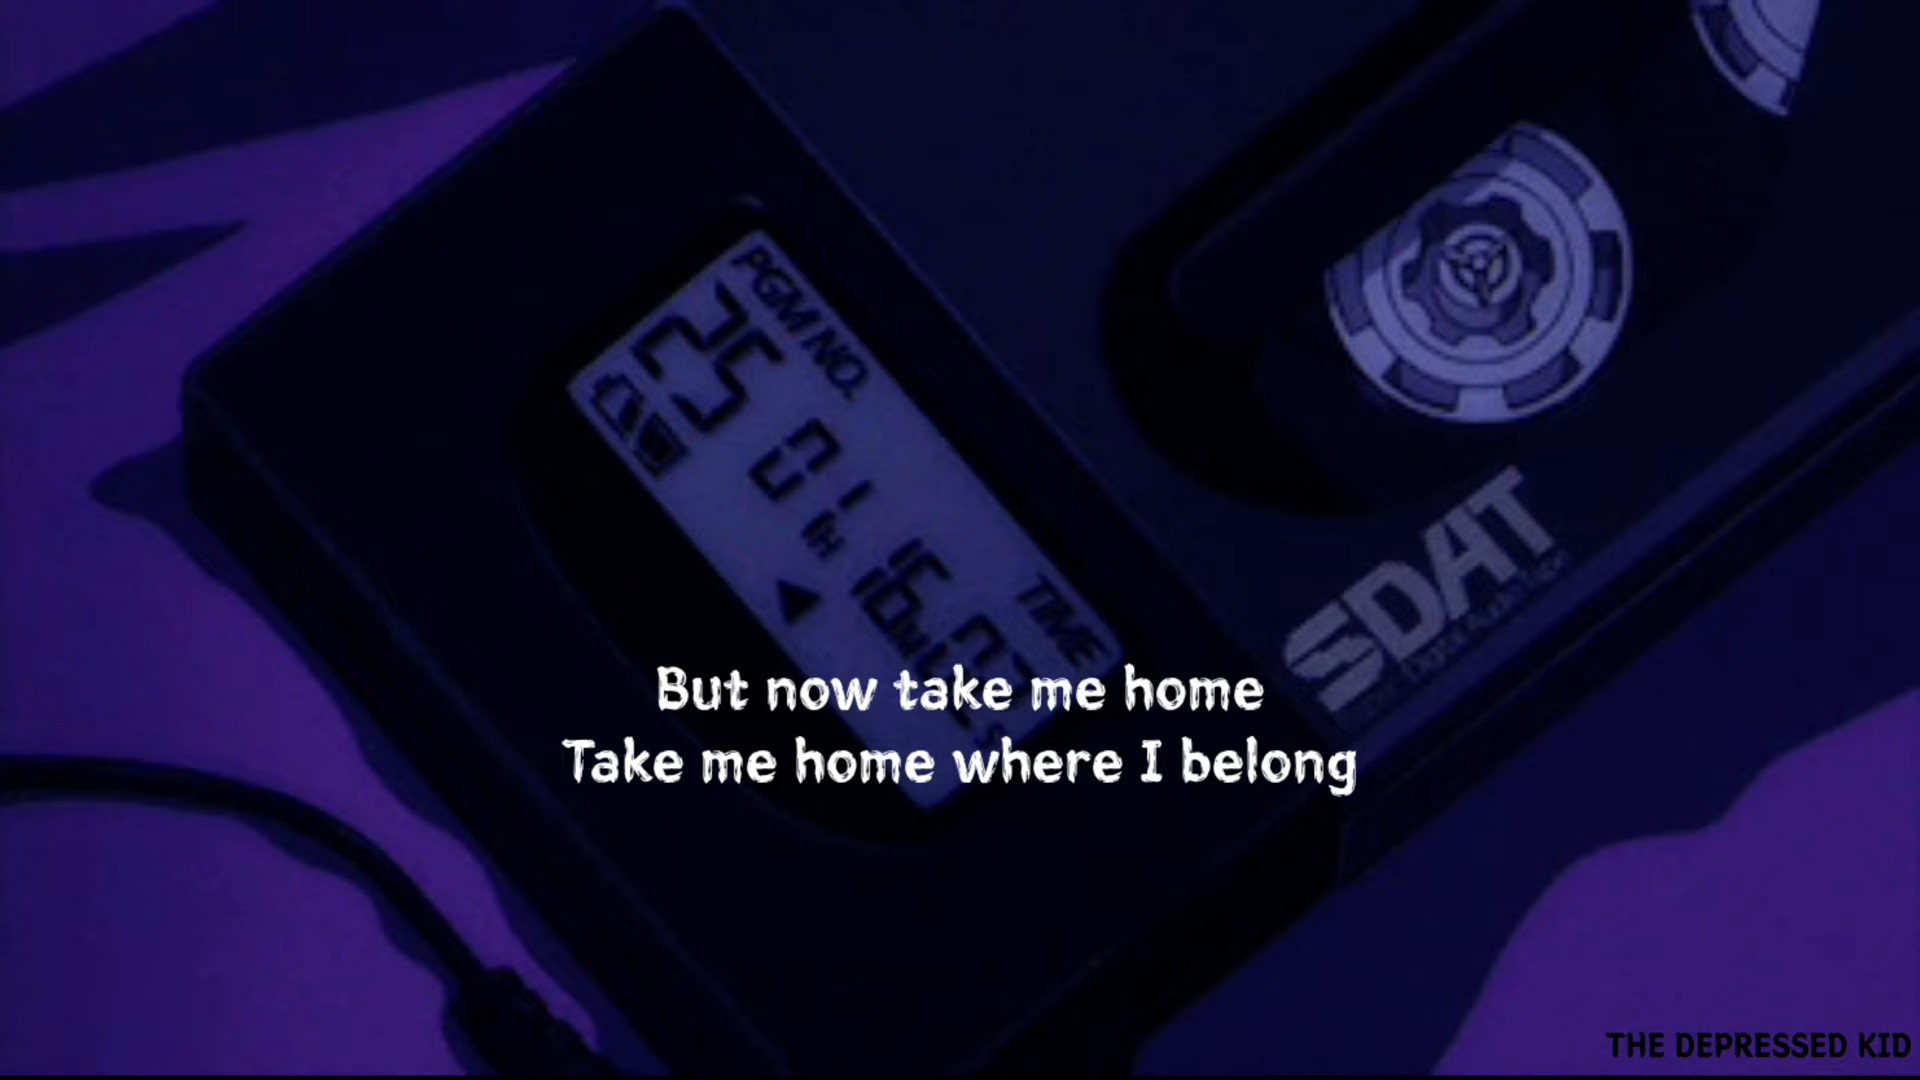 PGM NO.
25
TIME
SDAT
But now take me home
Take me home where I belong
THE DEPRESSED KID